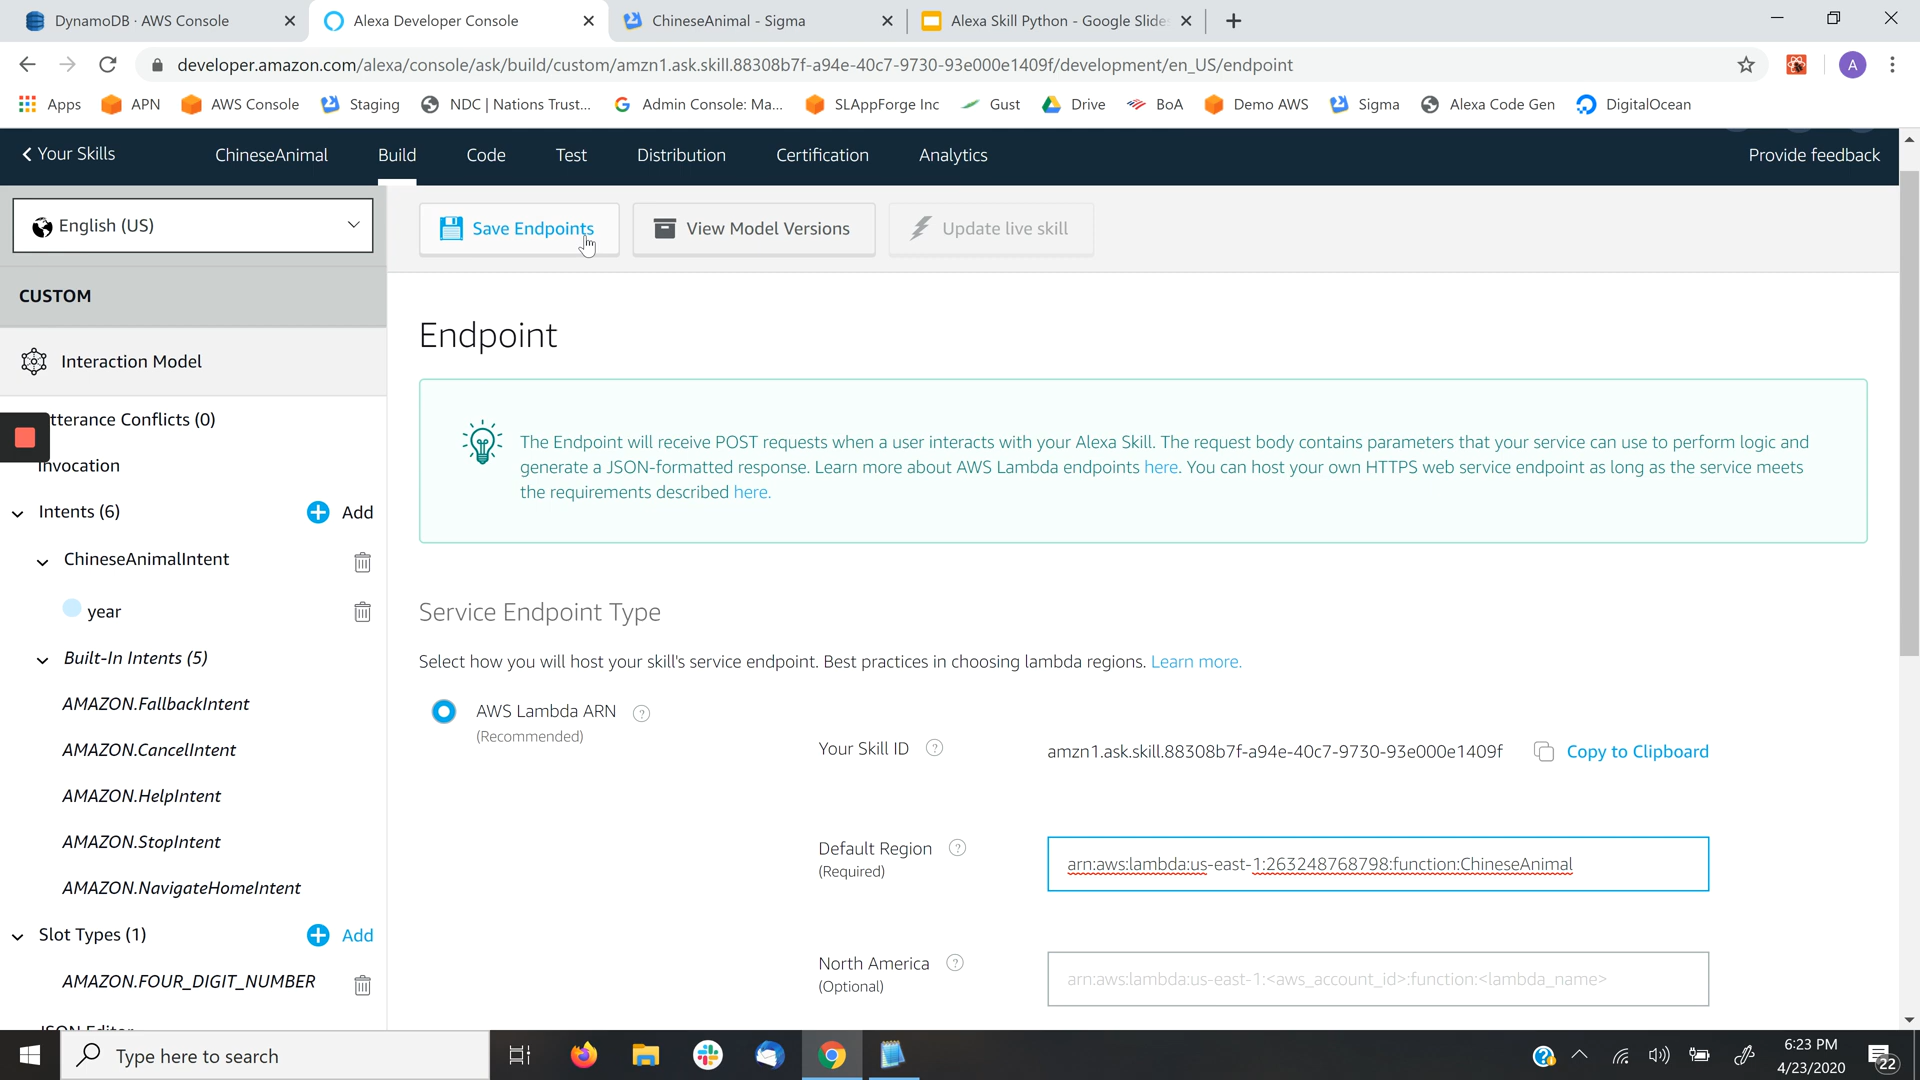 DynamoDB · AWS Console
Alexa Developer Console
ChineseAnimal - Sigma
Alexa Skill Python - Google Slides
developer.amazon.com/alexa/console/ask/build/custom/amzn1.ask.skill.88308b7f-a94e-40c7-9730-93e000e1409f/development/en_US/endpoint
A
Apps
APN
AWS Console
Staging
NDC | Nations Trust...
Admin Console: Ma...
SLAppForge Inc
Gust
Drive
BoA
Demo AWS
Sigma
Alexa Code Gen
DigitalOcean
Your Skills
ChineseAnimal
Build
Code
Test
Distribution
Certification
Analytics
Provide feedback
English (US)
Save Endpoints
View Model Versions
Update live skill
CUSTOM
Interaction Model
tterance Conflicts (0)
Invocation
Intents (6)
Add
ChineseAnimalIntent
year
Built-In Intents (5)
AMAZON.FallbackIntent
AMAZON.CancelIntent
AMAZON.HelpIntent
AMAZON.StopIntent
AMAZON.NavigateHomeIntent
Slot Types (1)
Add
AMAZON.FOUR_DIGIT_NUMBER
JSON Editor
Endpoint
The Endpoint will receive POST requests when a user interacts with your Alexa Skill. The request body contains parameters that your service can use to perform logic and
generate a JSON-formatted response. Learn more about AWS Lambda endpoints here. You can host your own HTTPS web service endpoint as long as the service meets
the requirements described here.
Service Endpoint Type
Select how you will host your skill's service endpoint. Best practices in choosing lambda regions. Learn more.
AWS Lambda ARN
(Recommended)
Your Skill ID
amzn1.ask.skill.88308b7f-a94e-40c7-9730-93e000e1409f
Copy to Clipboard
Default Region
(Required)
arn:aws:lambda:us-east-1:263248768798:function:ChineseAnimal
North America
(Optional)
arn:aws:lambda:us-east-1:<aws_account_id>:function:<lambda_name>
Type here to search
6:23 PM
4/23/2020
22